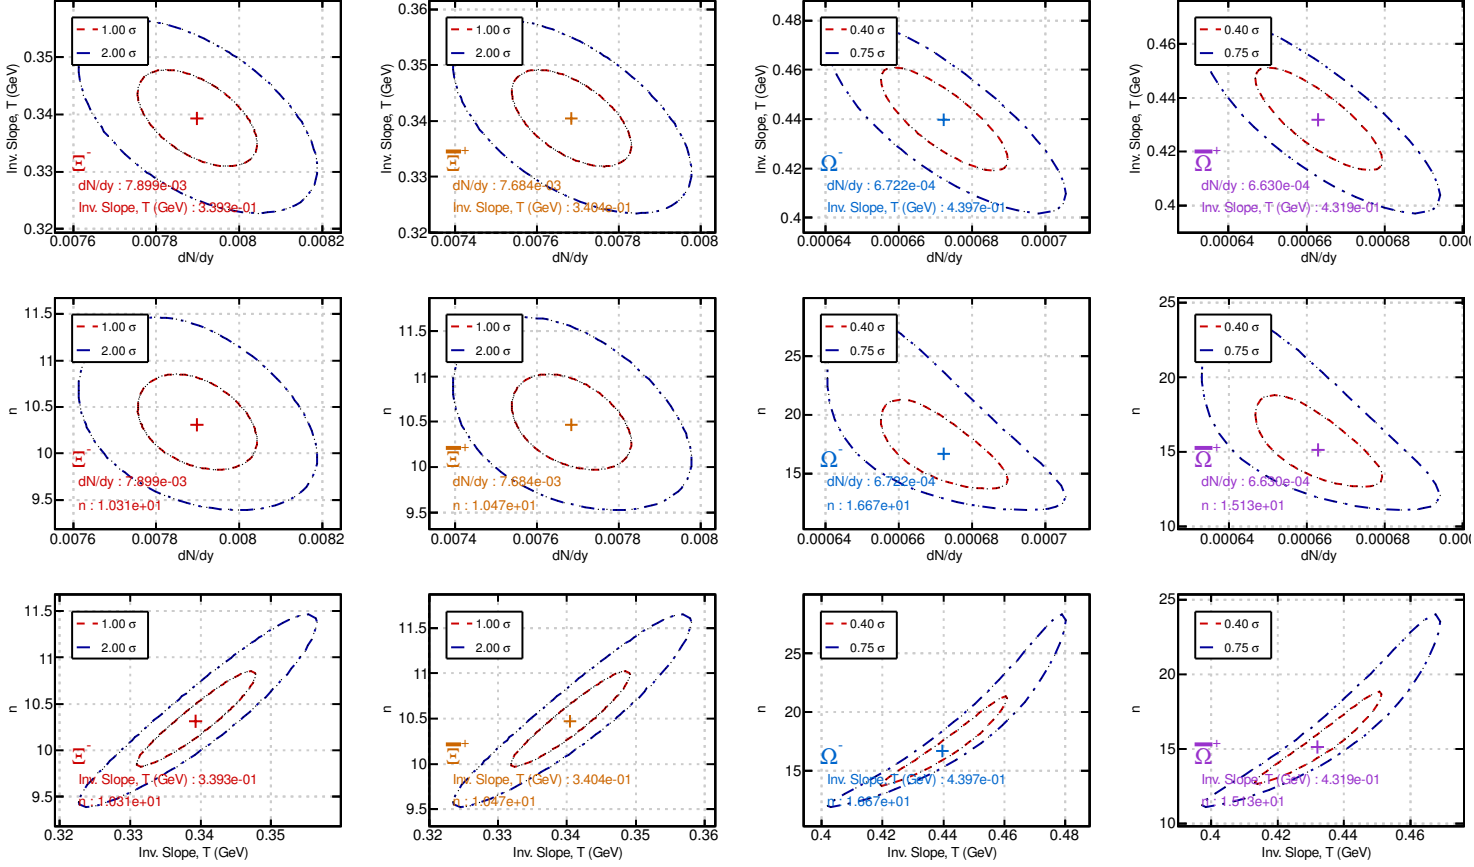 0.35
0.34
0.33
0.32
Inv. Slope, T (GeV)
1.00 σ
2.00 σ
Ξ-
dN/dy : 7.899e-03
Inv. Slope, T (GeV) : 3.393e-01
0.0076 0.0078 0.008 0.0082
dN/dy
0.36
0.35
0.34
0.33
0.32
Inv. Slope, T (GeV)
1.00 σ
2.00 σ
Ξ̅+
dN/dy : 7.684e-03
Inv. Slope, T (GeV) : 3.404e-01
0.0074 0.0076 0.0078 0.008
dN/dy
0.48
0.46
0.44
0.42
0.4
Inv. Slope, T (GeV)
0.40 σ
0.75 σ
Ω-
dN/dy : 6.722e-04
Inv. Slope, T (GeV) : 4.397e-01
0.00064 0.00066 0.00068 0.0007
dN/dy
0.46
0.44
0.42
0.4
Inv. Slope, T (GeV)
0.40 σ
0.75 σ
Ω̅+
dN/dy : 6.630e-04
Inv. Slope, T (GeV) : 4.319e-01
0.00064 0.00066 0.00068
dN/dy
11.5
11
10.5
10
9.5
n
1.00 σ
2.00 σ
Ξ-
dN/dy : 7.899e-03
n : 1.031e+01
0.0076 0.0078 0.008 0.0082
dN/dy
11.5
11
10.5
10
9.5
n
1.00 σ
2.00 σ
Ξ̅+
dN/dy : 7.684e-03
n : 1.047e+01
0.0074 0.0076 0.0078 0.008
dN/dy
25
20
15
n
0.40 σ
0.75 σ
Ω-
dN/dy : 6.722e-04
n : 1.667e+01
0.00064 0.00066 0.00068 0.0007
dN/dy
25
20
15
10
n
0.40 σ
0.75 σ
Ω̅+
dN/dy : 6.630e-04
n : 1.513e+01
0.00064 0.00066 0.00068
dN/dy
11.5
11
10.5
10
9.5
n
1.00 σ
2.00 σ
Ξ-
Inv. Slope, T (GeV) : 3.393e-01
n : 1.031e+01
0.32 0.33 0.34 0.35
Inv. Slope, T (GeV)
11.5
11
10.5
10
9.5
n
1.00 σ
2.00 σ
Ξ̅+
Inv. Slope, T (GeV) : 3.404e-01
n : 1.047e+01
0.32 0.33 0.34 0.35 0.36
Inv. Slope, T (GeV)
25
20
15
n
0.40 σ
0.75 σ
Ω-
Inv. Slope, T (GeV) : 4.397e-01
n : 1.667e+01
0.4 0.42 0.44 0.46 0.48
Inv. Slope, T (GeV)
25
20
15
10
n
0.40 σ
0.75 σ
Ω̅+
Inv. Slope, T (GeV) : 4.319e-01
n : 1.513e+01
0.4 0.42 0.44 0.46
Inv. Slope, T (GeV)